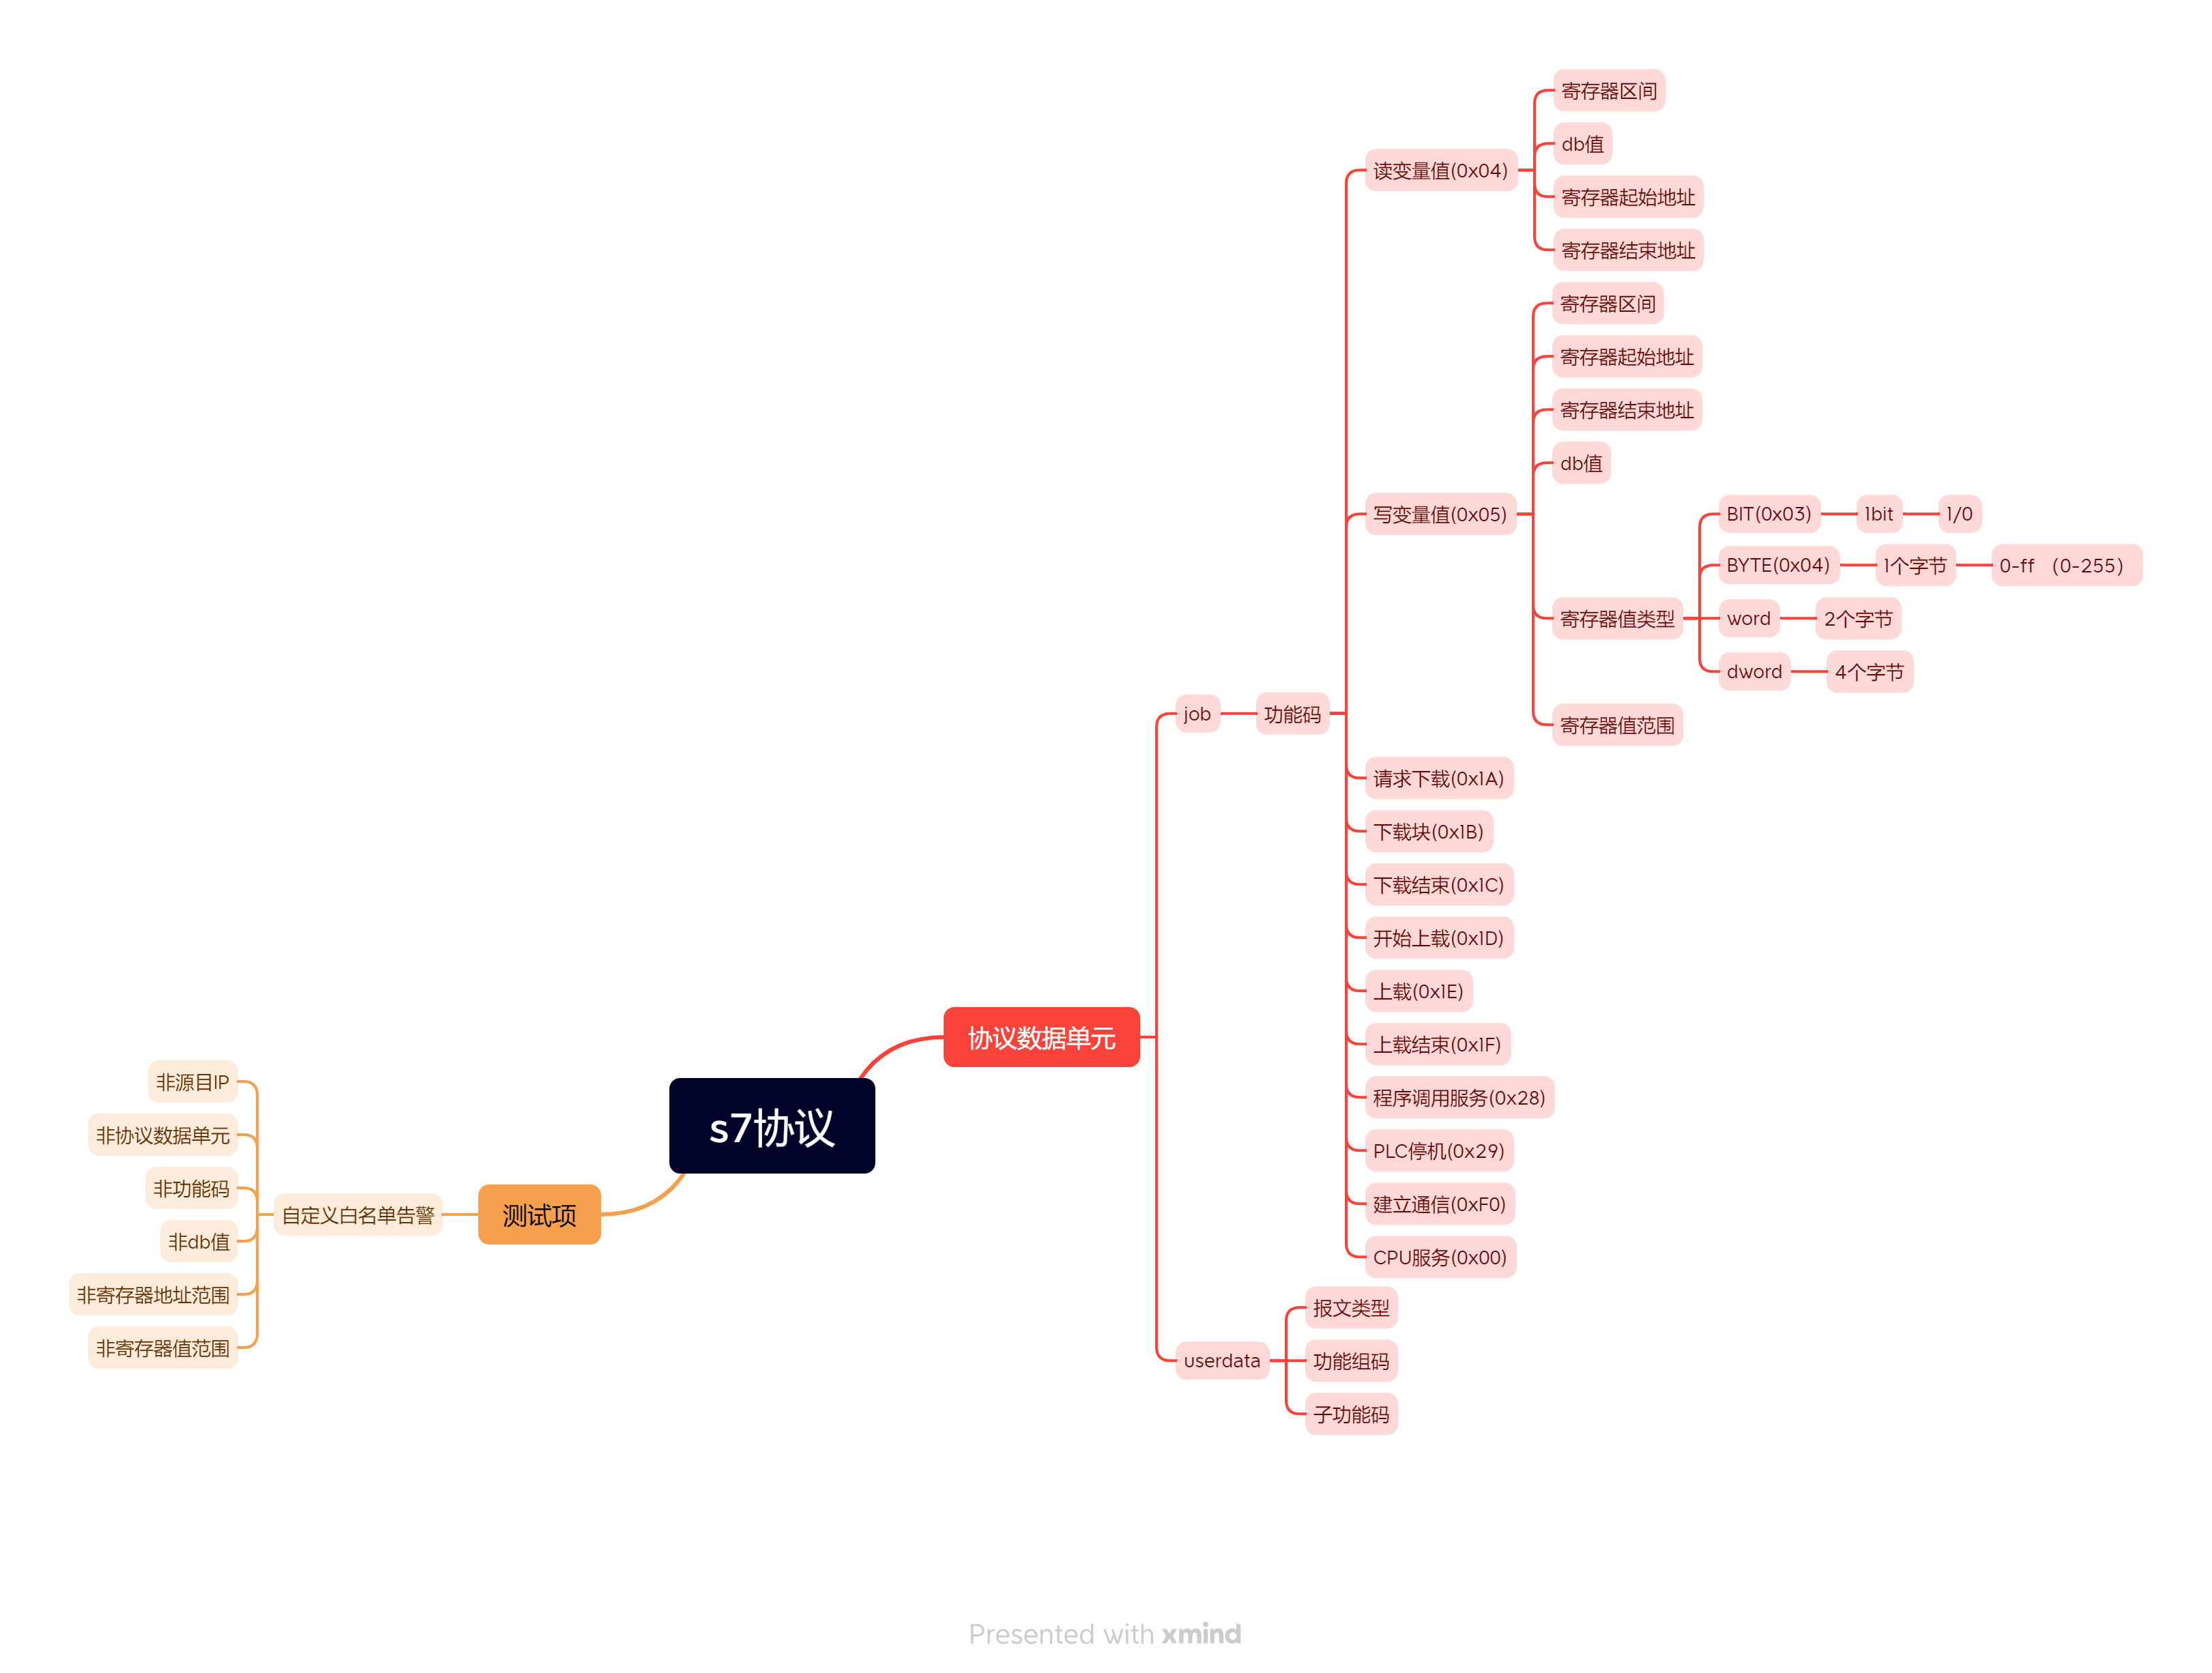 s7协议
协议数据单元
job
功能码
读变量值(0x04)
寄存器区间
db值
寄存器起始地址
寄存器结束地址
写变量值(0x05)
寄存器区间
寄存器起始地址
寄存器结束地址
db值
寄存器值类型
BIT(0x03)
1bit
1/0
BYTE(0x04)
1个字节
0-ff （0-255）
word
2个字节
dword
4个字节
寄存器值范围
请求下载(0x1A)
下载块(0x1B)
下载结束(0x1C)
开始上载(0x1D)
上载(0x1E)
上载结束(0x1F)
程序调用服务(0x28)
PLC停机(0x29)
建立通信(0xF0)
CPU服务(0x00)
userdata
报文类型
功能组码
子功能码
测试项
自定义白名单告警
非源目IP
非协议数据单元
非功能码
非db值
非寄存器地址范围
非寄存器值范围
Presented with xmind